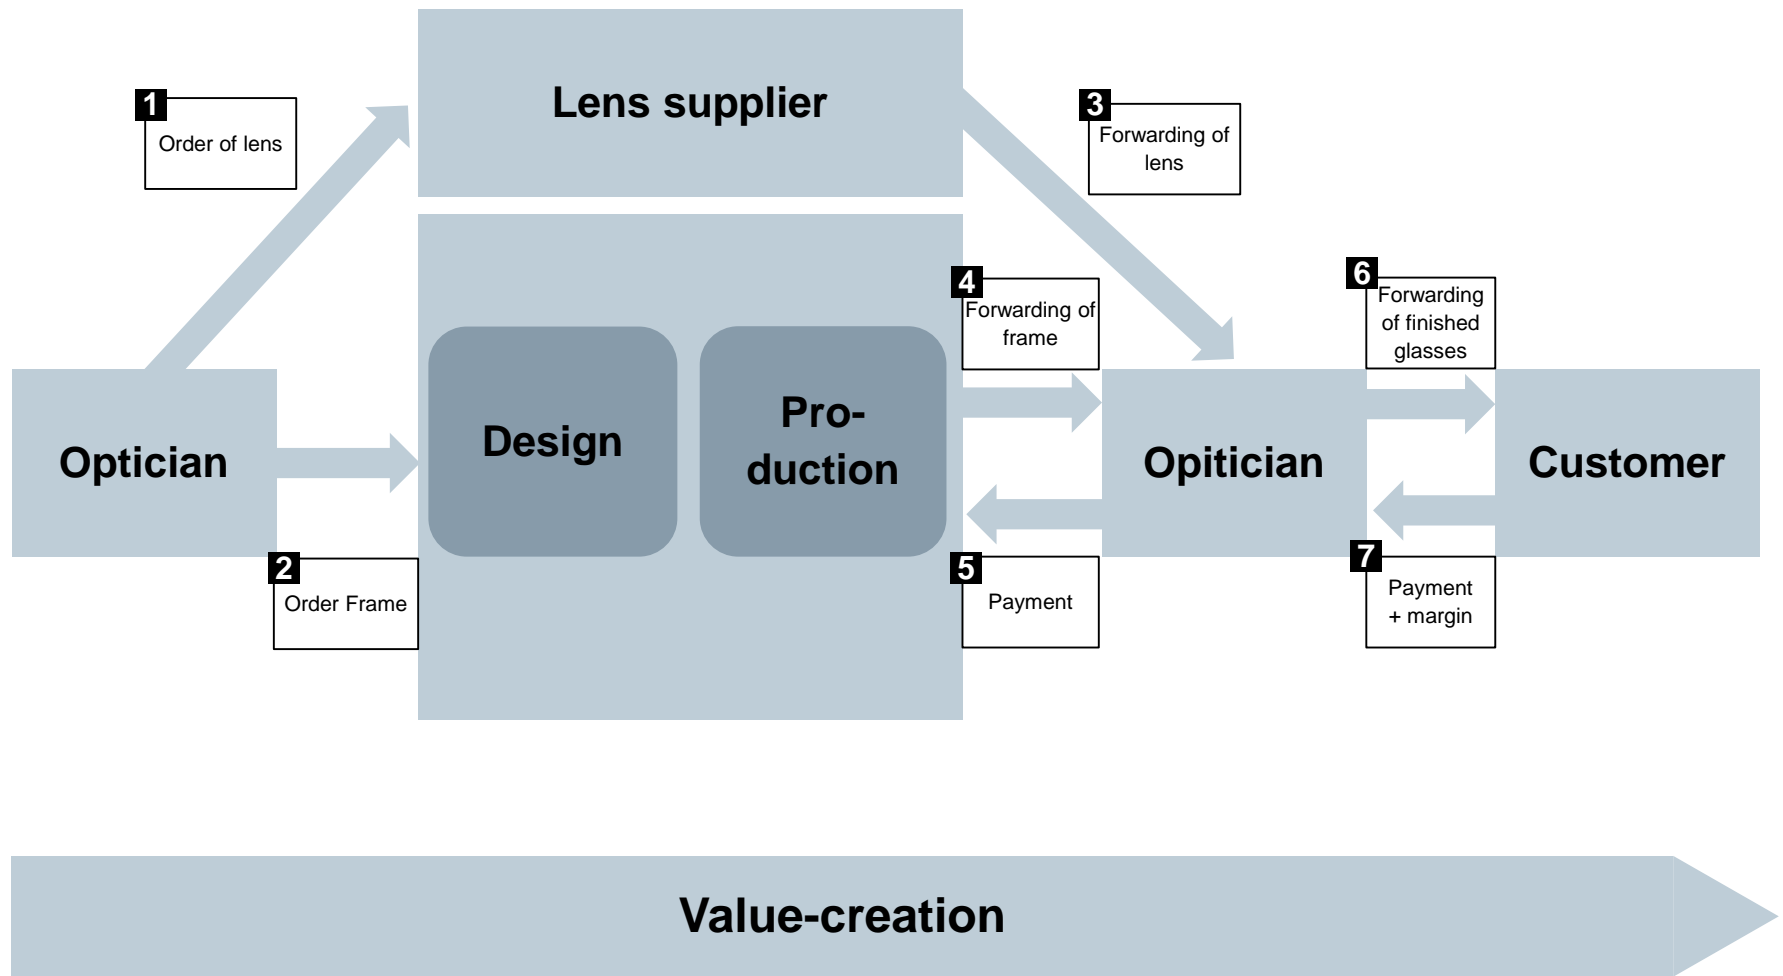 Lens supplier
1
Order of lens
3
Forwarding of
lens
4
Forwarding of
frame
6
Forwarding
of finished
glasses
Optician
Design
Pro-
duction
Opitician
Customer
2
Order Frame
5
Payment
7
Payment
+ margin
Value-creation